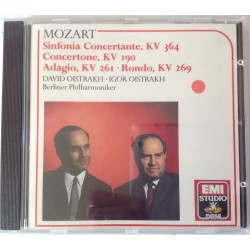 MOZART
Sinfonia Concertante, KV 364
Concertone, KV 190
Adagio, KV 261 · Rondo, KV 269
DAVID OISTRAKH · IGOR OISTRAKH
Berliner Philharmoniker
EMI
STUDIO